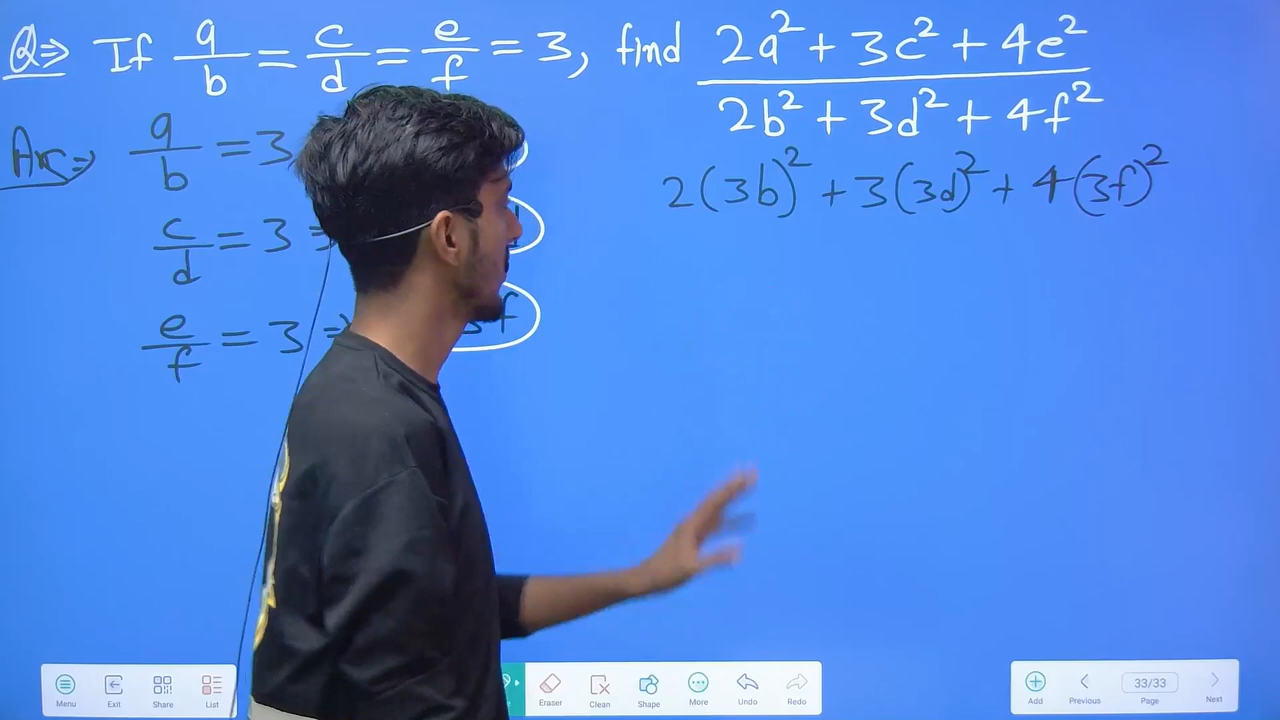 Q⇒ If a/b = c/d = e/f = 3, find (2a² + 3c² + 4e²)/(2b² + 3d² + 4f²)
Ans⇒ a/b = 3
2(3b)² + 3(3d)² + 4(3f)²
c/d = 3 ⇒
e/f = 3 ⇒ 3f
Menu Exit Share List Eraser Clean Shape More Undo Redo Add Previous 33/33 Page Next